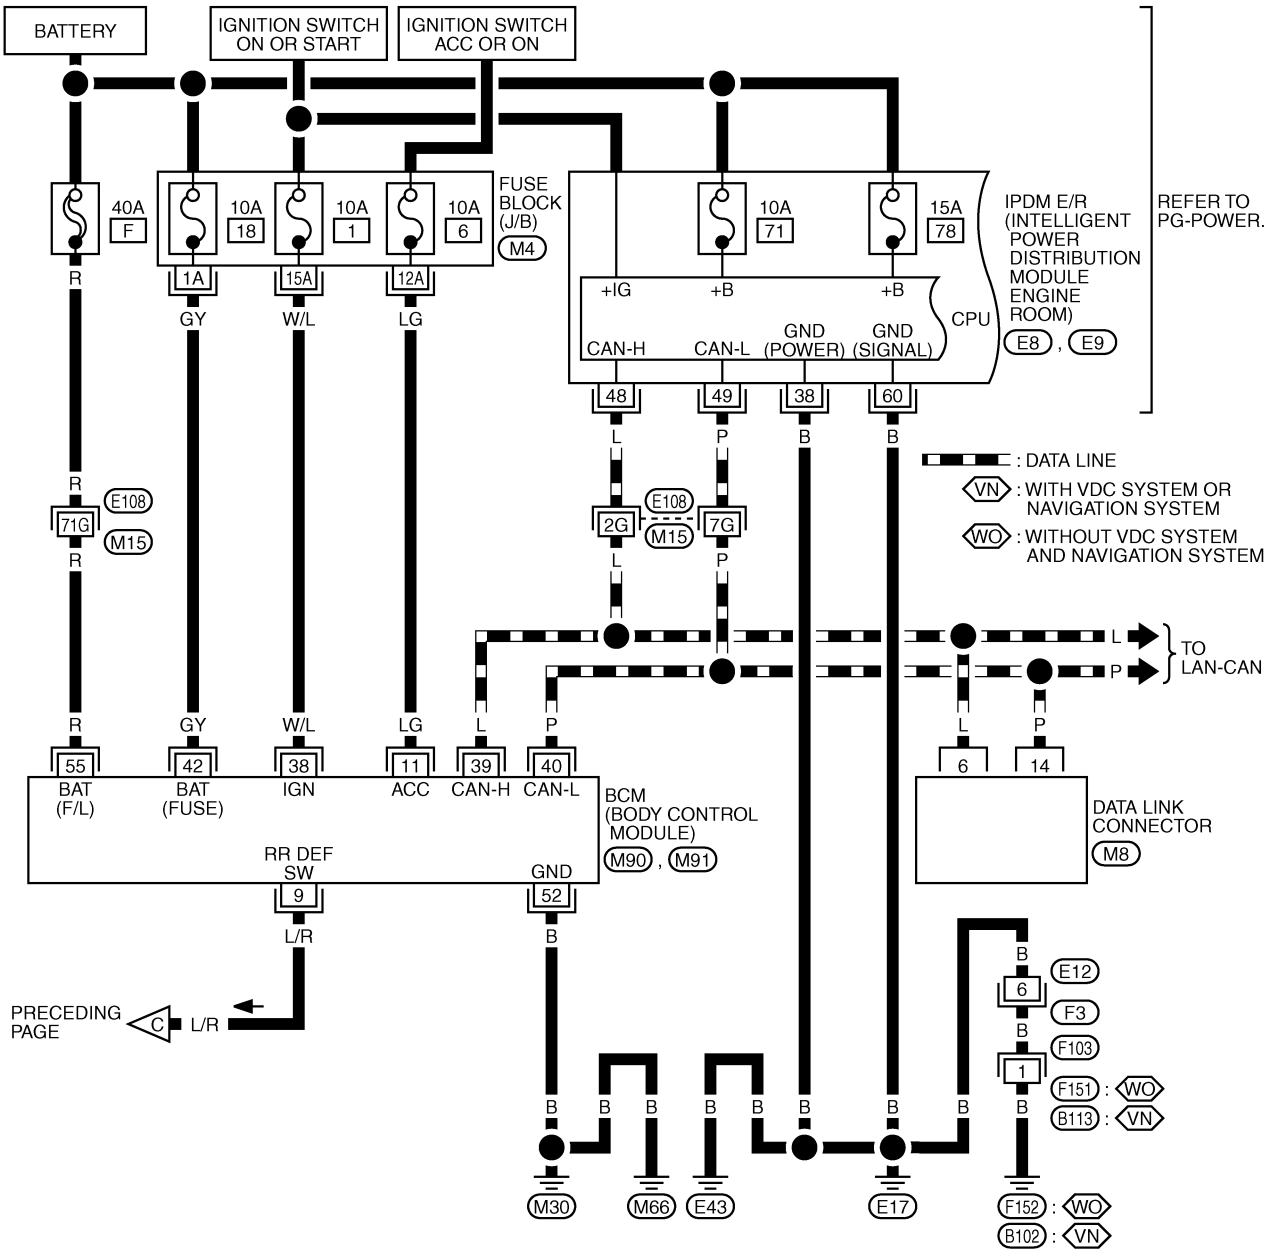 BATTERY
IGNITION SWITCH
ON OR START
IGNITION SWITCH
ACC OR ON
40A
F
10A
18
10A
1
10A
6
FUSE
BLOCK
(J/B)
M4
10A
71
15A
78
IPDM E/R
(INTELLIGENT
POWER
DISTRIBUTION
MODULE
ENGINE
ROOM)
E8 , E9
REFER TO
PG-POWER.
R
1A
15A
12A
GY
W/L
LG
+IG
+B
+B
CPU
CAN-H
CAN-L
GND
(POWER)
GND
(SIGNAL)
48
49
38
60
L
P
B
B
: DATA LINE
VN : WITH VDC SYSTEM OR
NAVIGATION SYSTEM
WO : WITHOUT VDC SYSTEM
AND NAVIGATION SYSTEM
R
71G
E108
M15
R
2G
E108
M15
7G
L
P
L
P
TO
LAN-CAN
R
GY
W/L
LG
L
P
L
P
55
42
38
11
39
40
6
14
BAT
(F/L)
BAT
(FUSE)
IGN
ACC
CAN-H
CAN-L
BCM
(BODY CONTROL
MODULE)
M90 , M91
DATA LINK
CONNECTOR
M8
RR DEF
SW
GND
9
52
L/R
B
PRECEDING
PAGE
C
L/R
B
6
E12
F3
B
F103
1
F151 : WO
B113 : VN
B
B
B
B
B
B
B
B
B
M30
M66
E43
E17
F152 : WO
B102 : VN